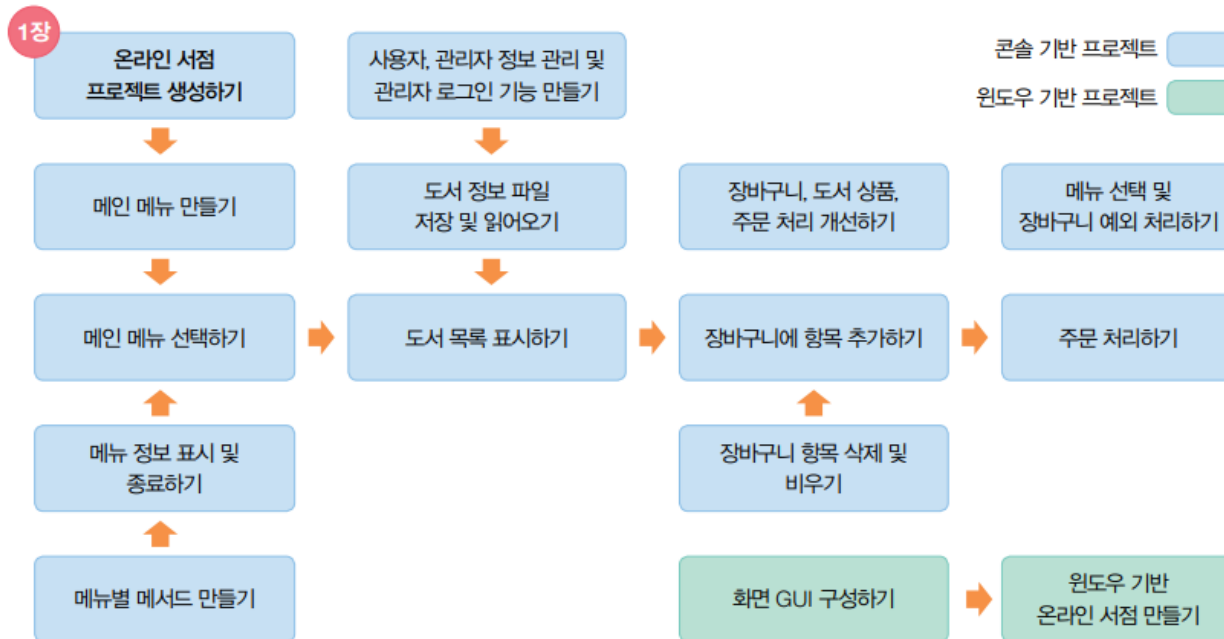 1장
온라인 서점
프로젝트 생성하기
사용자, 관리자 정보 관리 및
관리자 로그인 기능 만들기
콘솔 기반 프로젝트
윈도우 기반 프로젝트
메인 메뉴 만들기
도서 정보 파일
저장 및 읽어오기
장바구니, 도서 상품,
주문 처리 개선하기
메뉴 선택 및
장바구니 예외 처리하기
메인 메뉴 선택하기
도서 목록 표시하기
장바구니에 항목 추가하기
주문 처리하기
메뉴 정보 표시 및
종료하기
장바구니 항목 삭제 및
비우기
메뉴별 메서드 만들기
화면 GUI 구성하기
윈도우 기반
온라인 서점 만들기